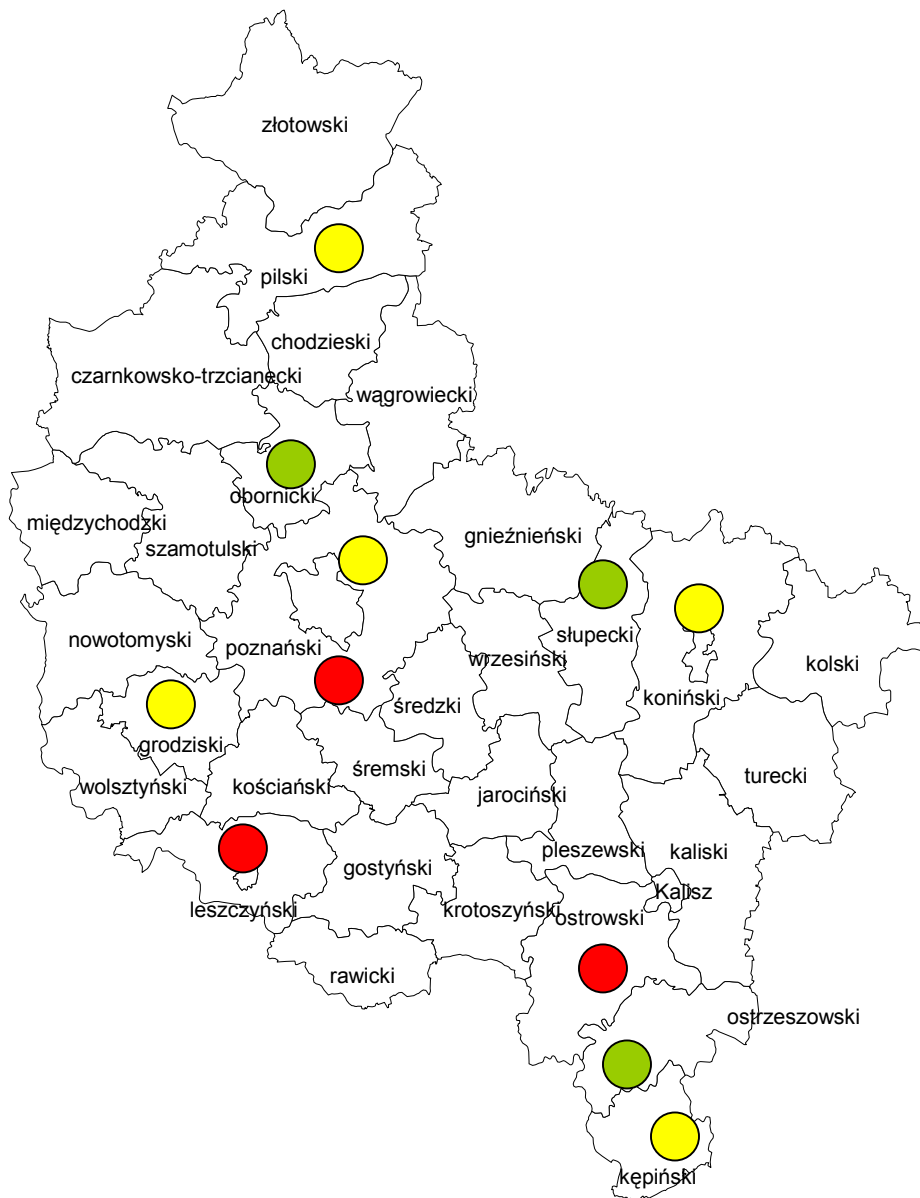 złotowski
pilski
chodzieski
czarnkowsko-trzcianecki
wągrowiecki
obornicki
międzychodzki
szamotulski
gnieźnieński
nowotomyski
poznański
wrzesiński
słupecki
kolski
koniński
średzki
grodziski
śremski
turecki
wolsztyński
kościański
jarociński
pleszewski
kaliski
gostyński
Kalisz
leszczyński
krotoszyński
ostrowski
rawicki
ostrzeszowski
kępiński